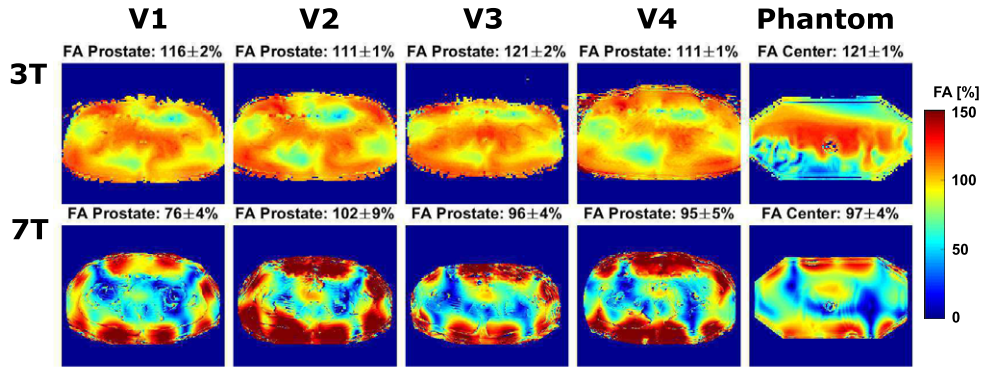 V1 V2 V3 V4 Phantom
FA Prostate: 116±2% FA Prostate: 111±1% FA Prostate: 121±2% FA Prostate: 111±1% FA Center: 121±1%
3T
FA [%]
150
100
50
0
FA Prostate: 76±4% FA Prostate: 102±9% FA Prostate: 96±4% FA Prostate: 95±5% FA Center: 97±4%
7T